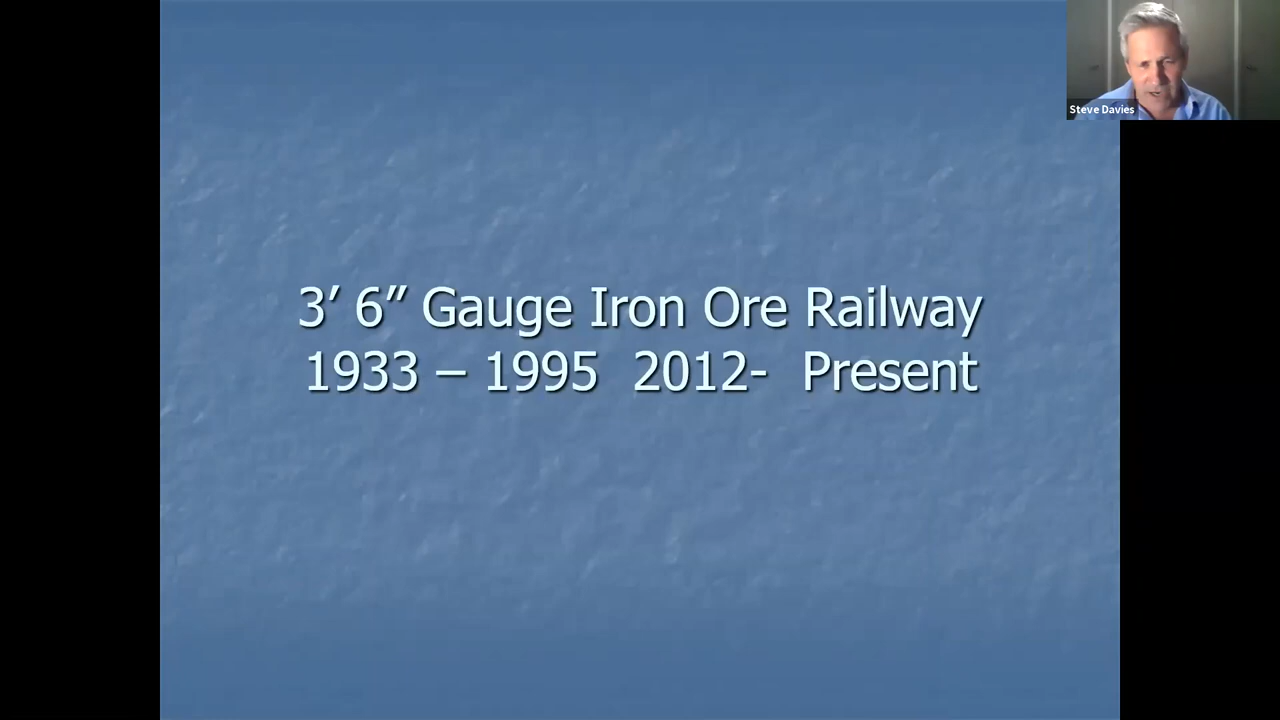 3’ 6” Gauge Iron Ore Railway
1933 – 1995  2012-  Present
Steve Davies